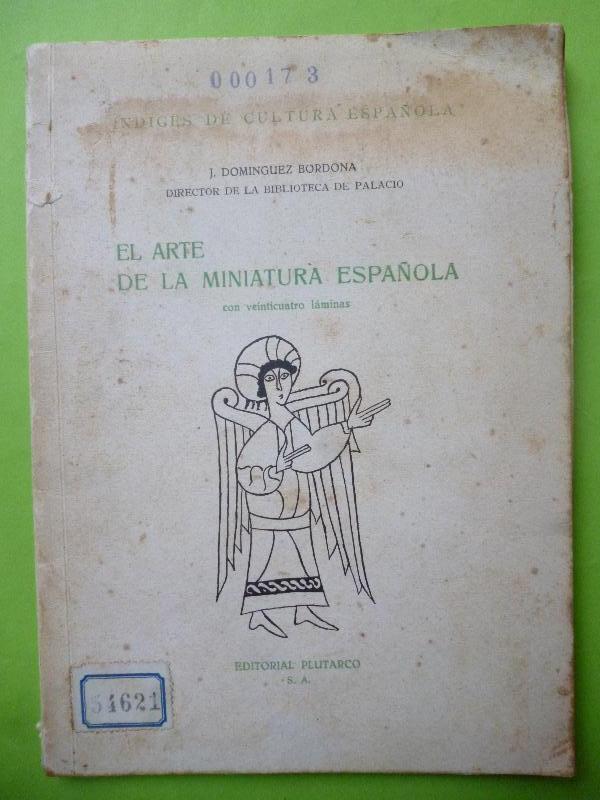 000173
INDICES DE CULTURA ESPAÑOLA
J. DOMINGUEZ BORDONA
DIRECTOR DE LA BIBLIOTECA DE PALACIO
EL ARTE
DE LA MINIATURA ESPAÑOLA
con veinticuatro láminas
EDITORIAL PLUTARCO
S. A.
54621